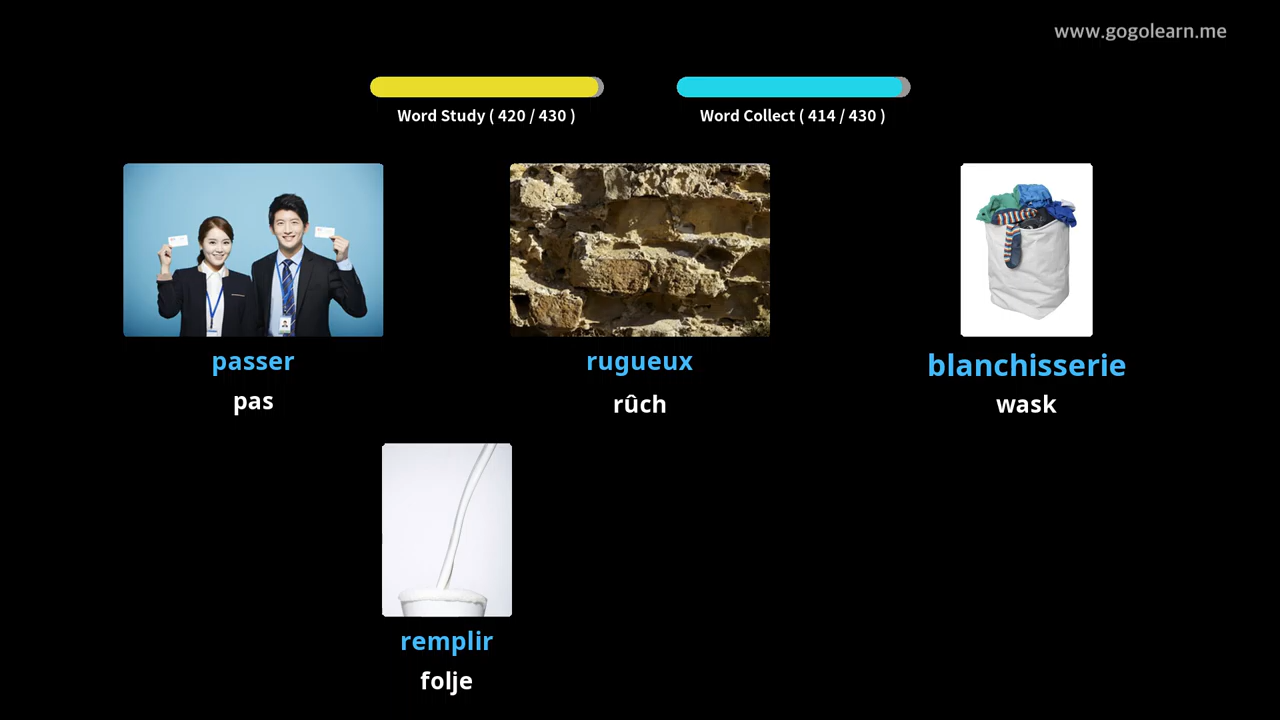 www.gogolearn.me
Word Study ( 420 / 430 )
Word Collect ( 414 / 430 )
passer
pas
rugueux
rûch
blanchisserie
wask
remplir
folje